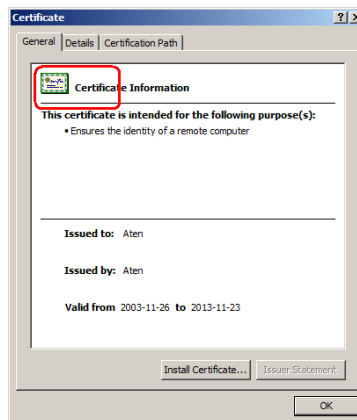 Certificate
General Details Certification Path
Certificate Information
This certificate is intended for the following purpose(s):
• Ensures the identity of a remote computer
Issued to: Aten
Issued by: Aten
Valid from 2003-11-26 to 2013-11-23
Install Certificate... Issuer Statement
OK